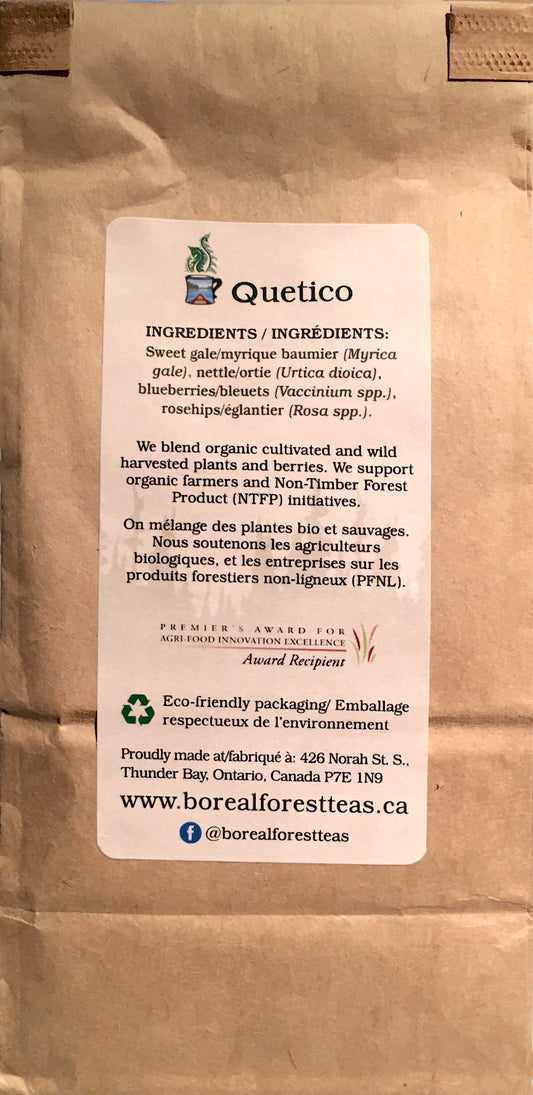 Quetico
INGREDIENTS / INGRÉDIENTS:
Sweet gale/myrique baumier (Myrica
gale), nettle/ortie (Urtica dioica),
blueberries/bleuets (Vaccinium spp.),
rosehips/églantier (Rosa spp.).
We blend organic cultivated and wild
harvested plants and berries. We support
organic farmers and Non-Timber Forest
Product (NTFP) initiatives.
On mélange des plantes bio et sauvages.
Nous soutenons les agriculteurs
biologiques, et les entreprises sur les
produits forestiers non-ligneux (PFNL).
PREMIER'S AWARD FOR
AGRI-FOOD INNOVATION EXCELLENCE
Award Recipient
Eco-friendly packaging/ Emballage
respectueux de l'environnement
Proudly made at/fabriqué à: 426 Norah St. S.,
Thunder Bay, Ontario, Canada P7E 1N9
www.borealforestteas.ca
f @borealforestteas